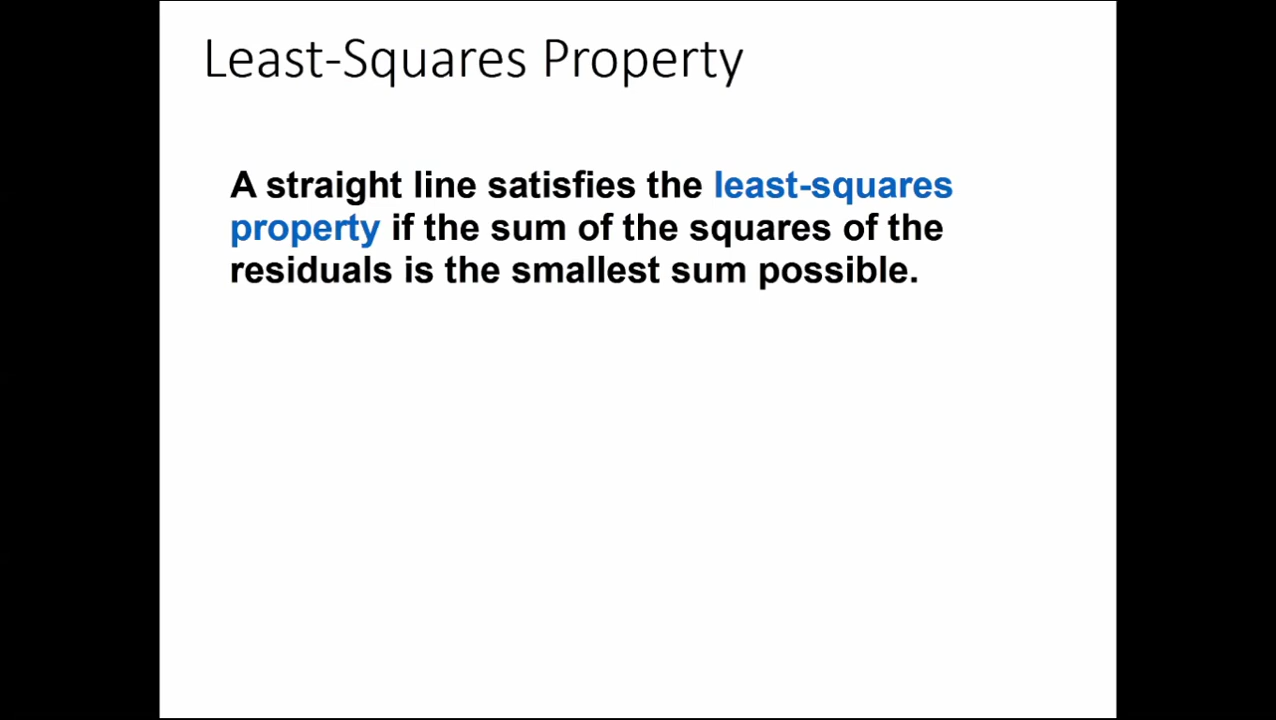 Least-Squares Property
A straight line satisfies the least-squares
property if the sum of the squares of the
residuals is the smallest sum possible.